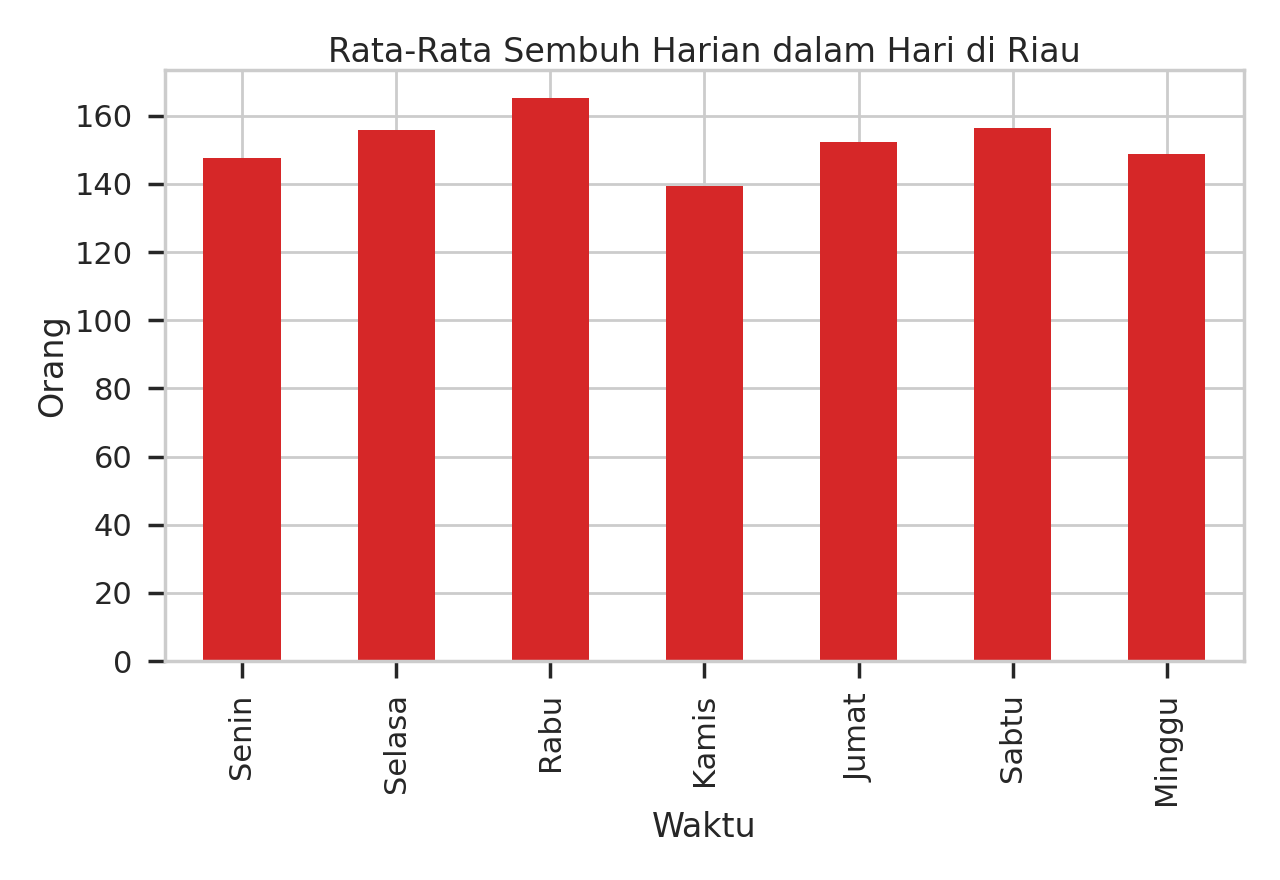 Rata-Rata Sembuh Harian dalam Hari di Riau
Orang
160
140
120
100
80
60
40
20
0
Senin
Selasa
Rabu
Kamis
Jumat
Sabtu
Minggu
Waktu